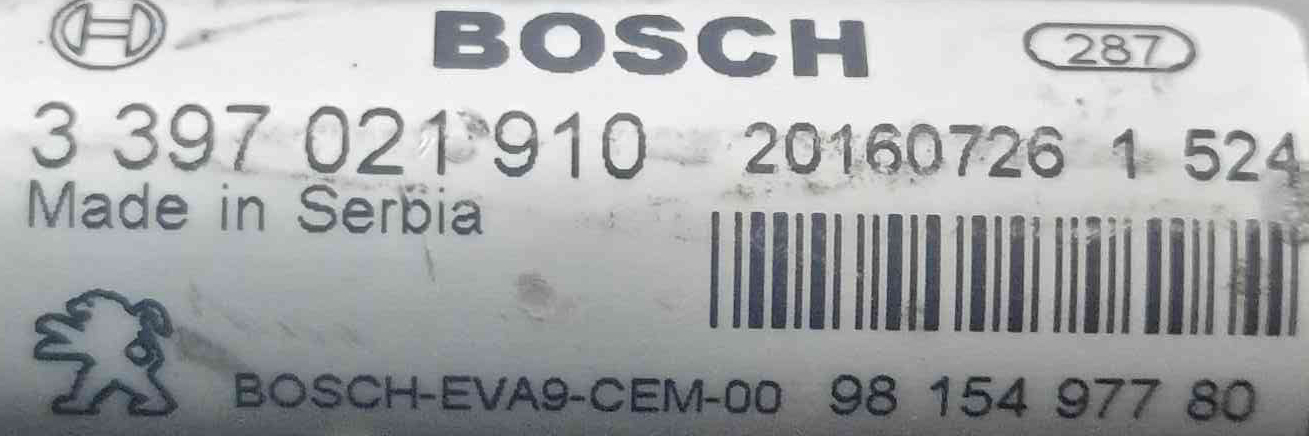 BOSCH 287
3 397 021 910 20160726 1 524
Made in Serbia
BOSCH-EVA9-CEM-00 98 154 977 80